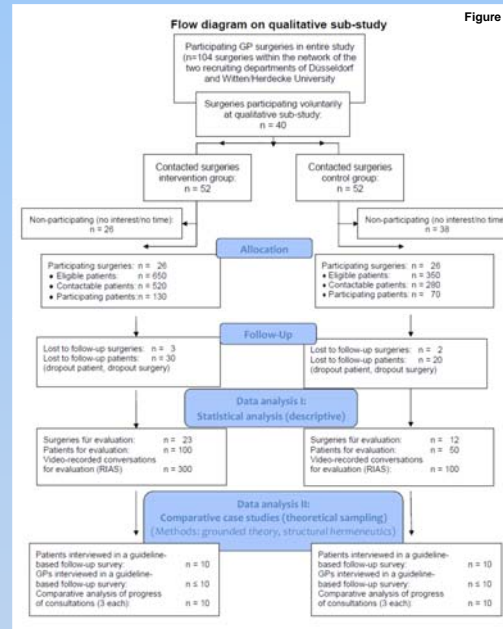 Figure
Flow diagram on qualitative sub-study
Participating GP surgeries in entire study
(n=104 surgeries within the network of the
two recruiting departments of Düsseldorf
and Witten/Herdecke University
Surgeries participating voluntarily
at qualitative sub-study:
n = 40
Contacted surgeries
intervention group:
n = 52
Contacted surgeries
control group:
n = 52
Non-participating (no interest/no time):
n = 26
Non-participating (no interest/no time
n = 38
Allocation
Participating surgeries: n = 26
♦ Eligible patients: n = 650
♦ Contactable patients: n = 520
♦ Participating patients: n = 130
Participating surgeries: n = 26
♦ Eligible patients: n = 350
♦ Contactable patients: n = 280
♦ Participating patients: n = 70
Follow-Up
Lost to follow-up surgeries: n = 3
Lost to follow-up patients: n = 30
(dropout patient, dropout surgery)
Lost to follow-up surgeries: n = 2
Lost to follow-up patients: n = 20
(dropout patient, dropout surgery)
Data analysis I:
Statistical analysis (descriptive)
Surgeries für evaluation: n = 23
Patients for evaluation: n = 100
Video-recorded conversations
for evaluation (RIAS) n = 300
Surgeries für evaluation: n = 12
Patients for evaluation: n = 50
Video-recorded conversations
for evaluation (RIAS) n = 100
Data analysis II:
Comparative case studies (theoretical sampling)
(Methods: grounded theory, structural hermeneutics)
Patients interviewed in a guideline-
based follow-up survey: n = 10
GPs interviewed in a guideline-
based follow-up survey: n ≤ 10
Comparative analysis of progress
of consultations (3 each): n = 10
Patients interviewed in a guideline-
based follow-up survey: n = 10
GPs interviewed in a guideline-
based follow-up survey: n ≤ 10
Comparative analysis of progress
of consultations (3 each): n = 10